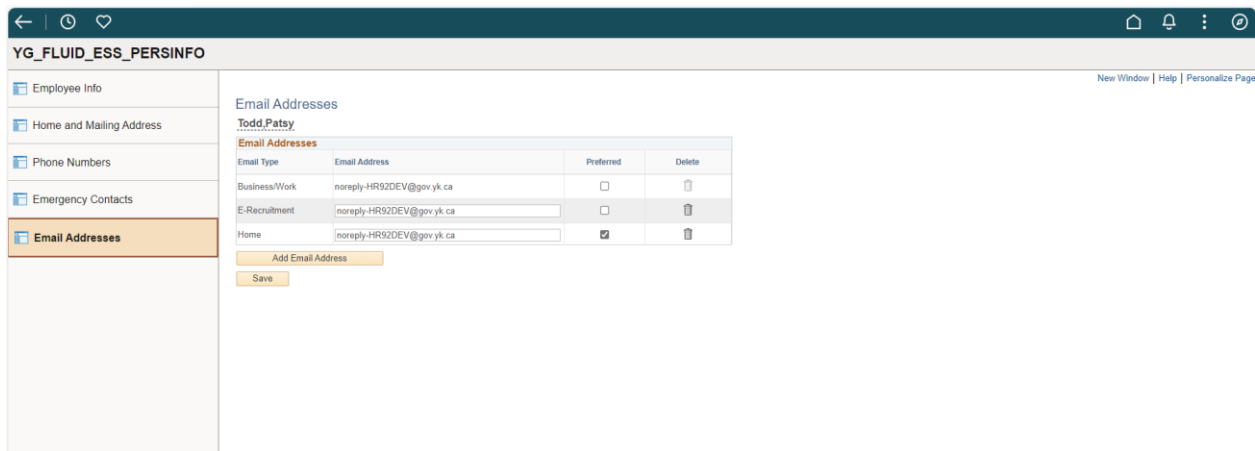 YG_FLUID_ESS_PERSINFO
New Window | Help | Personalize Page
Employee Info
Home and Mailing Address
Phone Numbers
Emergency Contacts
Email Addresses
Email Addresses
Todd,Patsy
Email Addresses
Email Type Email Address Preferred Delete
Business/Work noreply-HR92DEV@gov.yk.ca
E-Recruitment noreply-HR92DEV@gov.yk.ca
Home noreply-HR92DEV@gov.yk.ca
Add Email Address
Save